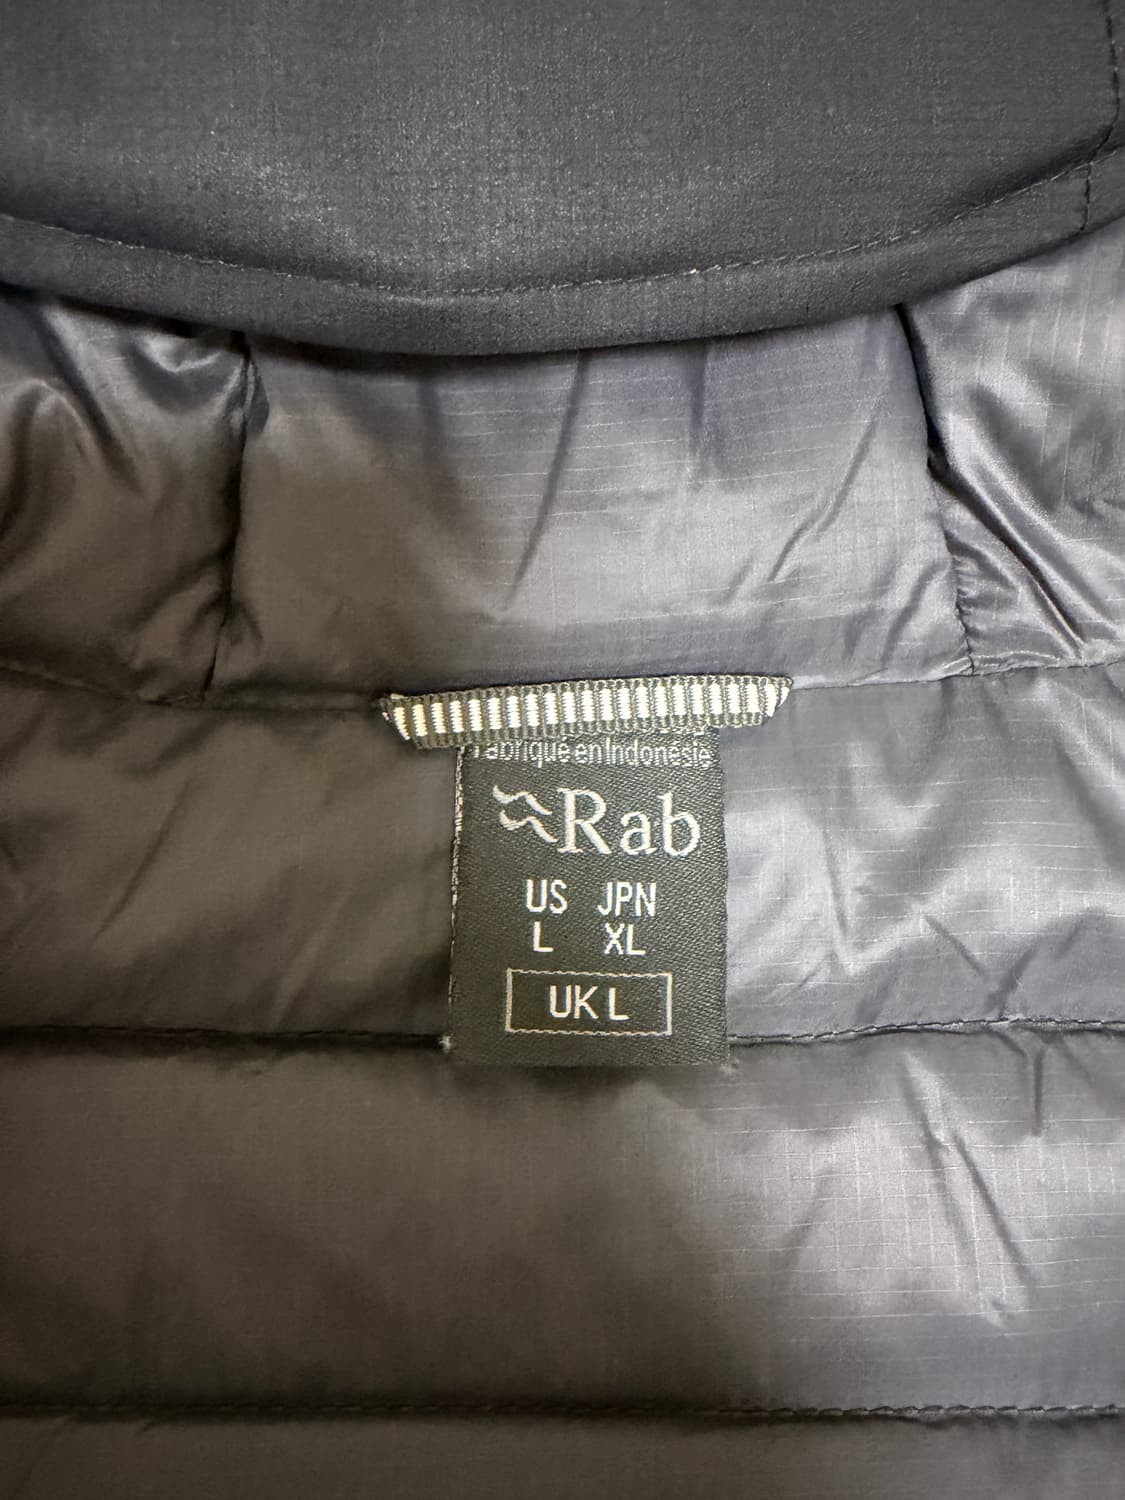 Fabriqué en Indonésie
Rab
US JPN
L XL
UK L